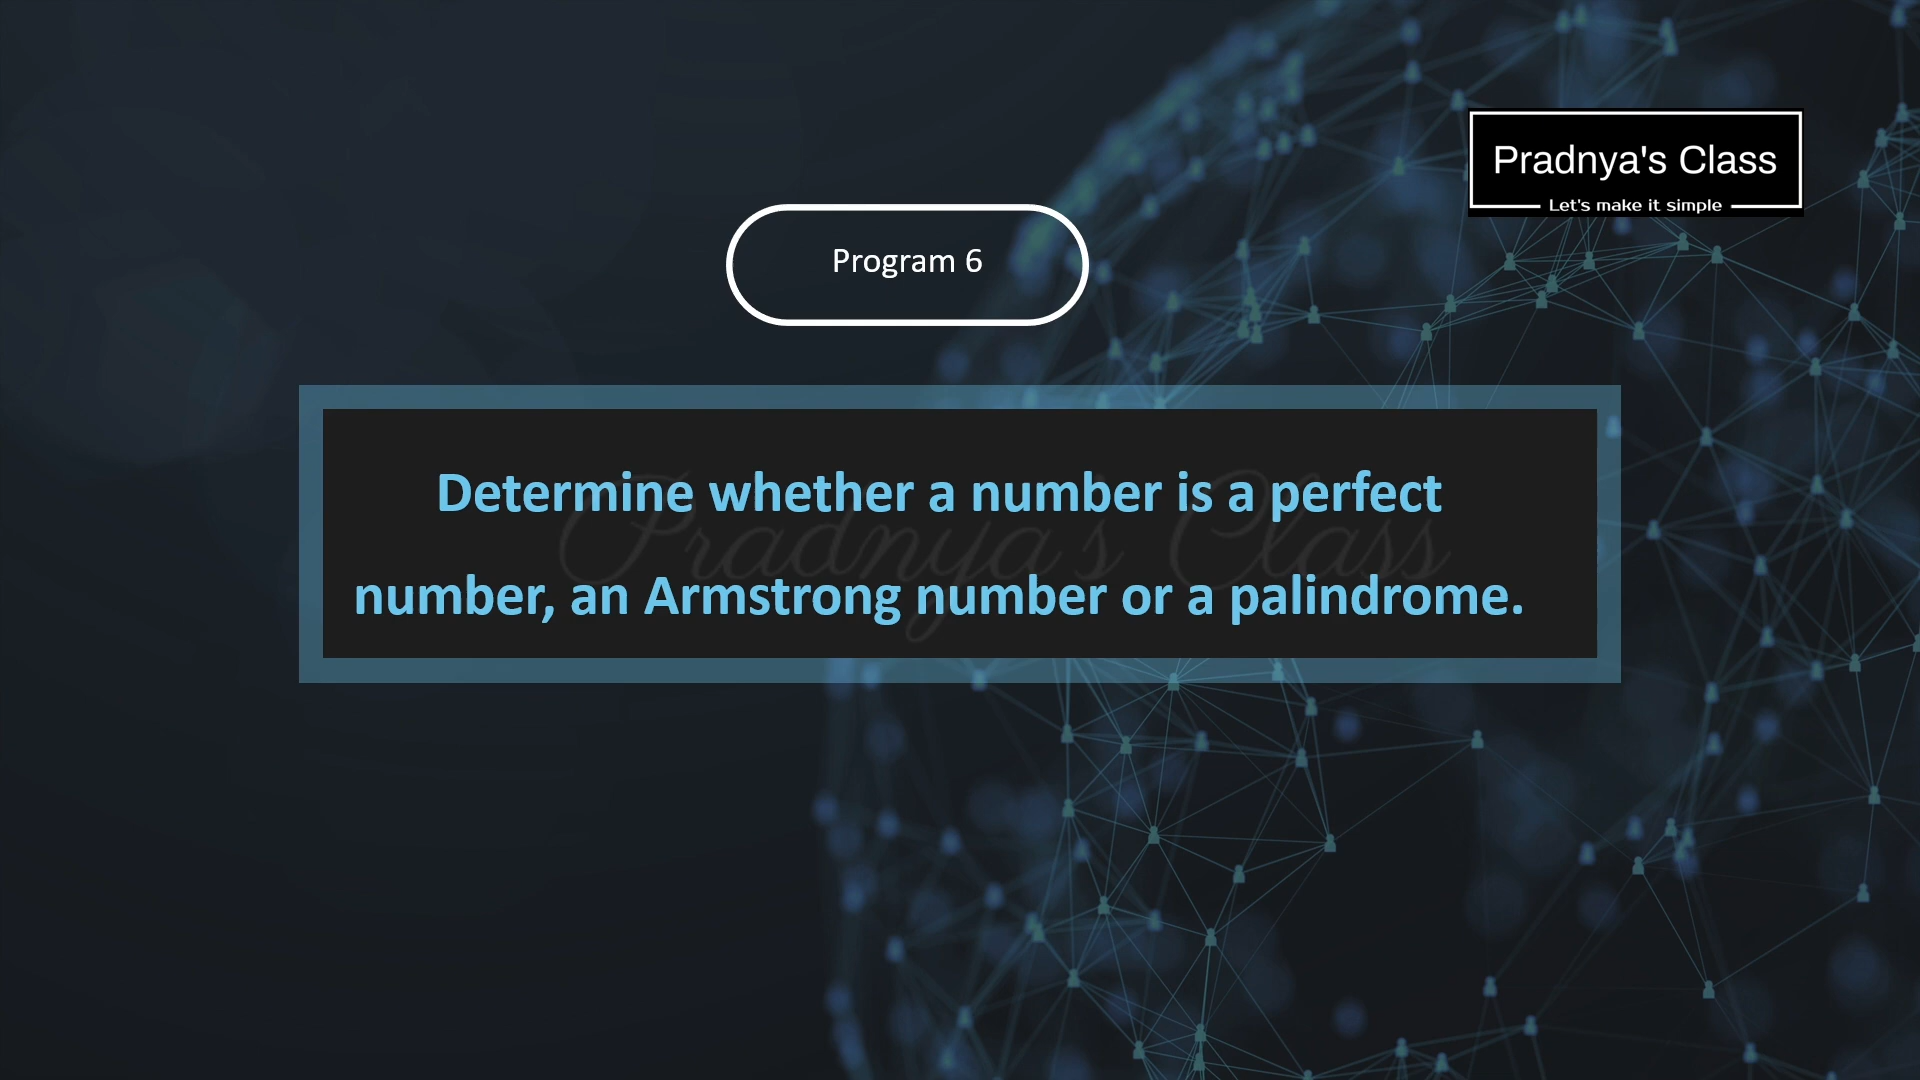 Pradnya's Class
Let's make it simple
Program 6
Determine whether a number is a perfect
number, an Armstrong number or a palindrome.
Pradnya's Class